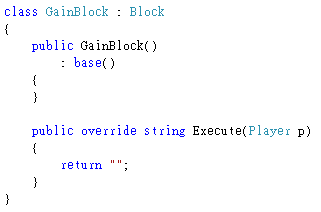 class GainBlock : Block
{
    public GainBlock()
        : base()
    {
    }

    public override string Execute(Player p)
    {
        return "";
    }
}